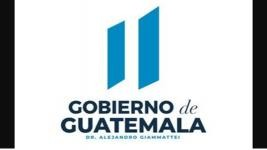 GOBIERNO de
GUATEMALA
DR. ALEJANDRO GIAMMATTEI